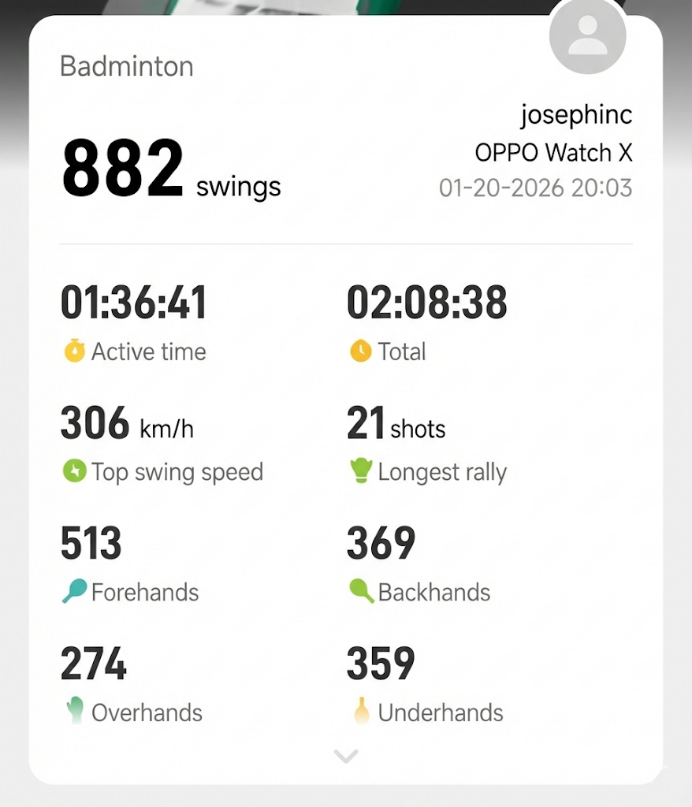 Badminton
josephinc
882 swings
OPPO Watch X
01-20-2026 20:03
01:36:41 02:08:38
Active time Total
306 km/h 21 shots
Top swing speed Longest rally
513 369
Forehands Backhands
274 359
Overhands Underhands